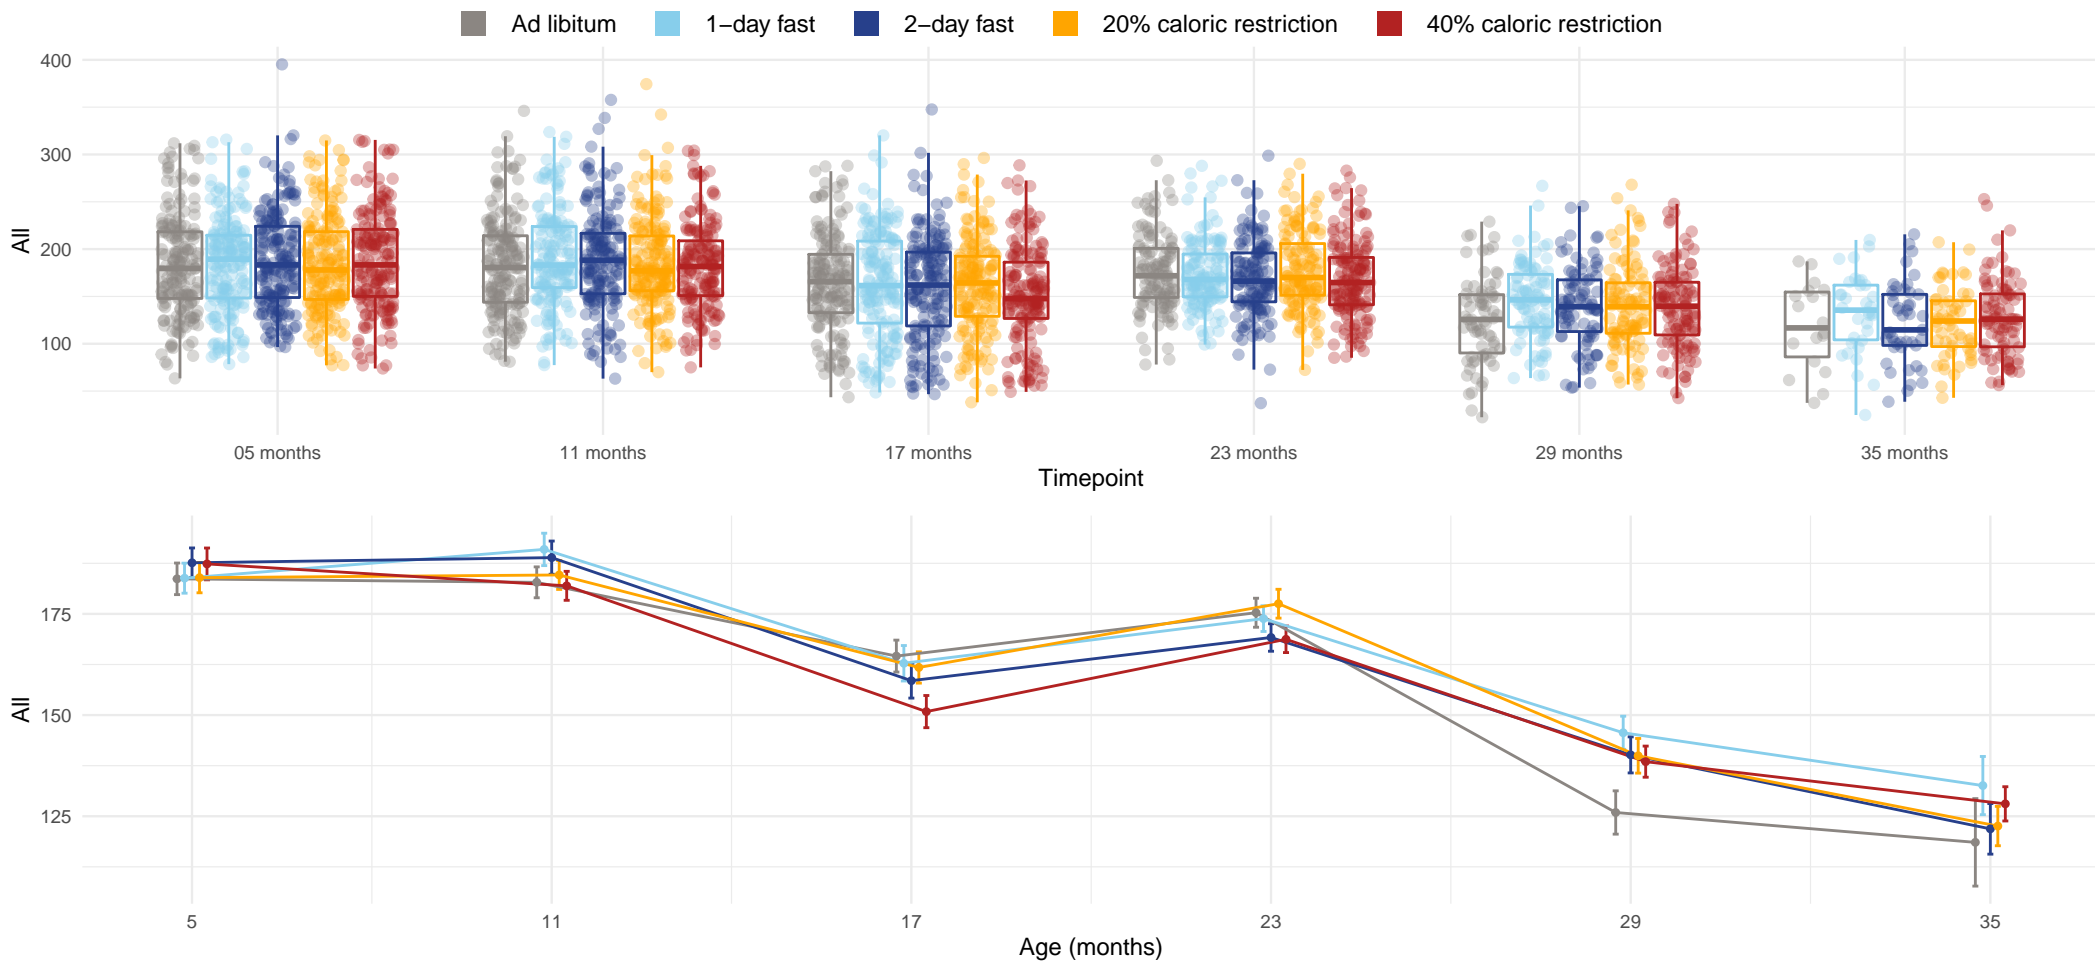 Ad libitum 1−day fast 2−day fast 20% caloric restriction 40% caloric restriction
400
300
200
100
All
05 months 11 months 17 months 23 months 29 months 35 months
Timepoint
175
150
125
All
5 11 17 23 29 35
Age (months)